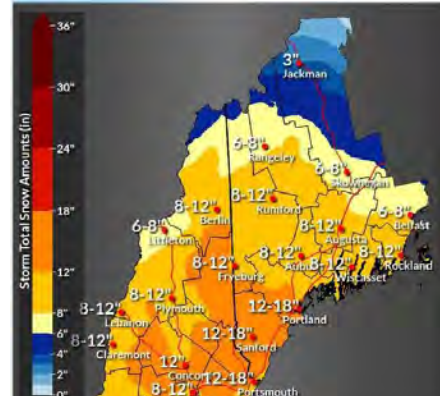 Storm Total Snow Amounts (in)
36"
30"
24"
18"
12"
8"
6"
4"
2"
0"
3"
Jackman
6-8"
Rangeley
6-8"
Skowhegan
8-12"
Berlin
8-12"
Rumford
6-8"
Littleton
8-12"
Augusta
6-8"
Belfast
8-12"
Fryeburg
8-12"
Auburn
8-12"
Wiscasset
8-12"
Rockland
8-12"
Lebanon
8-12"
Plymouth
12-18"
Portland
8-12"
Claremont
12-18"
Sanford
12"
Concord
12-18"
Portsmouth
8-12"